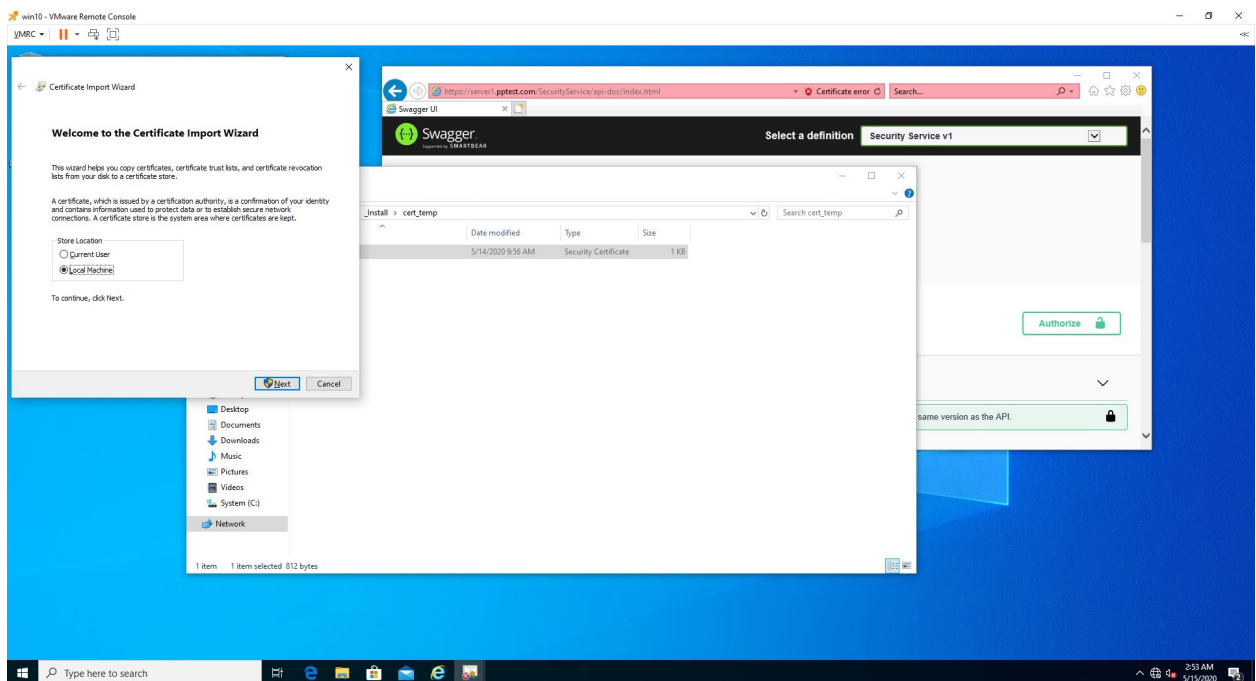 win10 - VMware Remote Console
VMRC
Certificate Import Wizard
Welcome to the Certificate Import Wizard
This wizard helps you copy certificates, certificate trust lists, and certificate revocation
lists from your disk to a certificate store.
A certificate, which is issued by a certification authority, is a confirmation of your identity
and contains information used to protect data or to establish secure network
connections. A certificate store is the system area where certificates are kept.
Store Location
Current User
Local Machine
To continue, click Next.
Next Cancel
https://server1.pptest.com/SecurityService/api-doc/index.html Certificate error Search...
Swagger UI
Swagger. Select a definition Security Service v1
Supported by SMARTBEAR
_Install > cert_temp Search cert_temp
Date modified Type Size
5/14/2020 9:56 AM Security Certificate 1 KB
Authorize
same version as the API.
Desktop
Documents
Downloads
Music
Pictures
Videos
System (C:)
Network
1 item 1 item selected 812 bytes
Type here to search
2:53 AM
5/15/2020